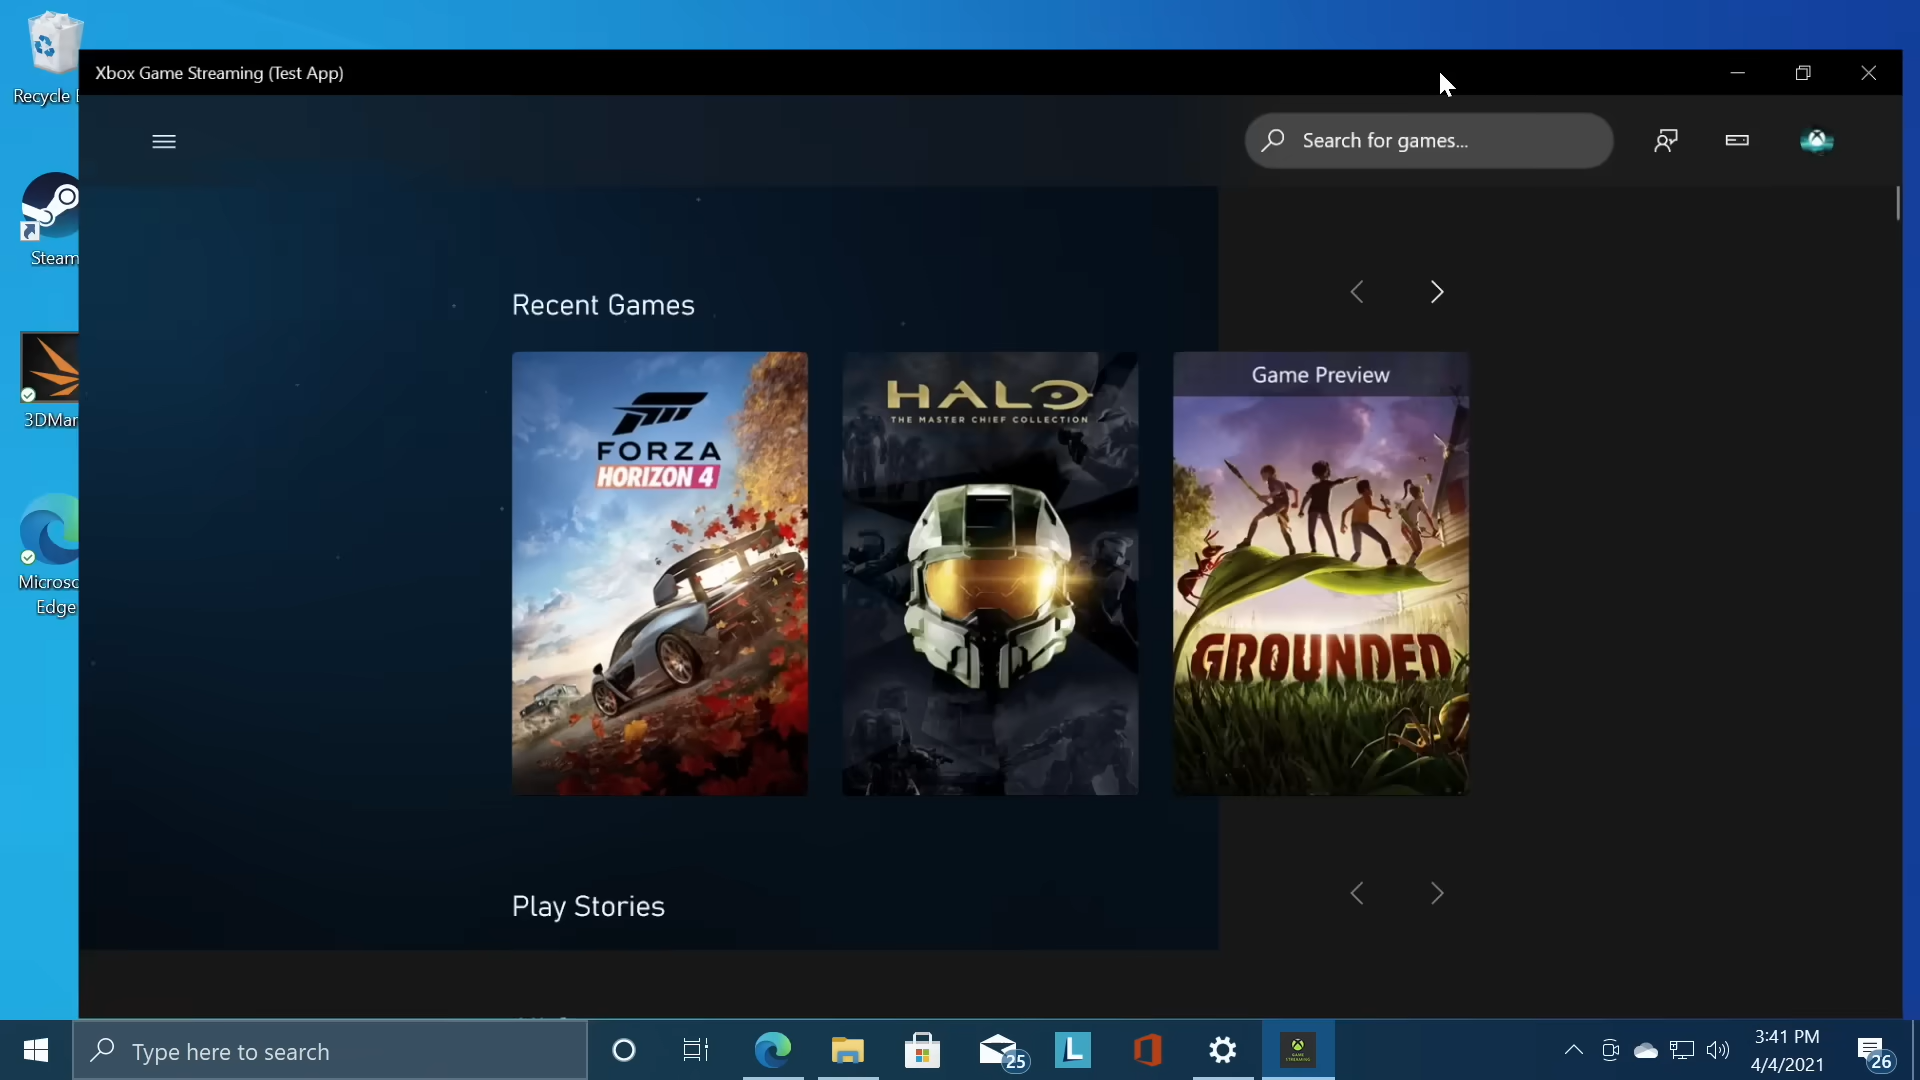 Recycle
Xbox Game Streaming (Test App)
Search for games...
Steam
Recent Games
Game Preview
FORZA
HORIZON 4
HALO
THE MASTER CHIEF COLLECTION
GROUNDED
3DMar
Microso
Edge
Play Stories
Type here to search
25
L
3:41 PM
4/4/2021
26